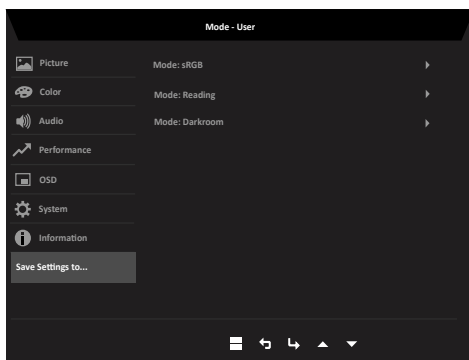 Mode - User
Picture
Color
Audio
Performance
OSD
System
Information
Save Settings to...
Mode: sRGB
Mode: Reading
Mode: Darkroom